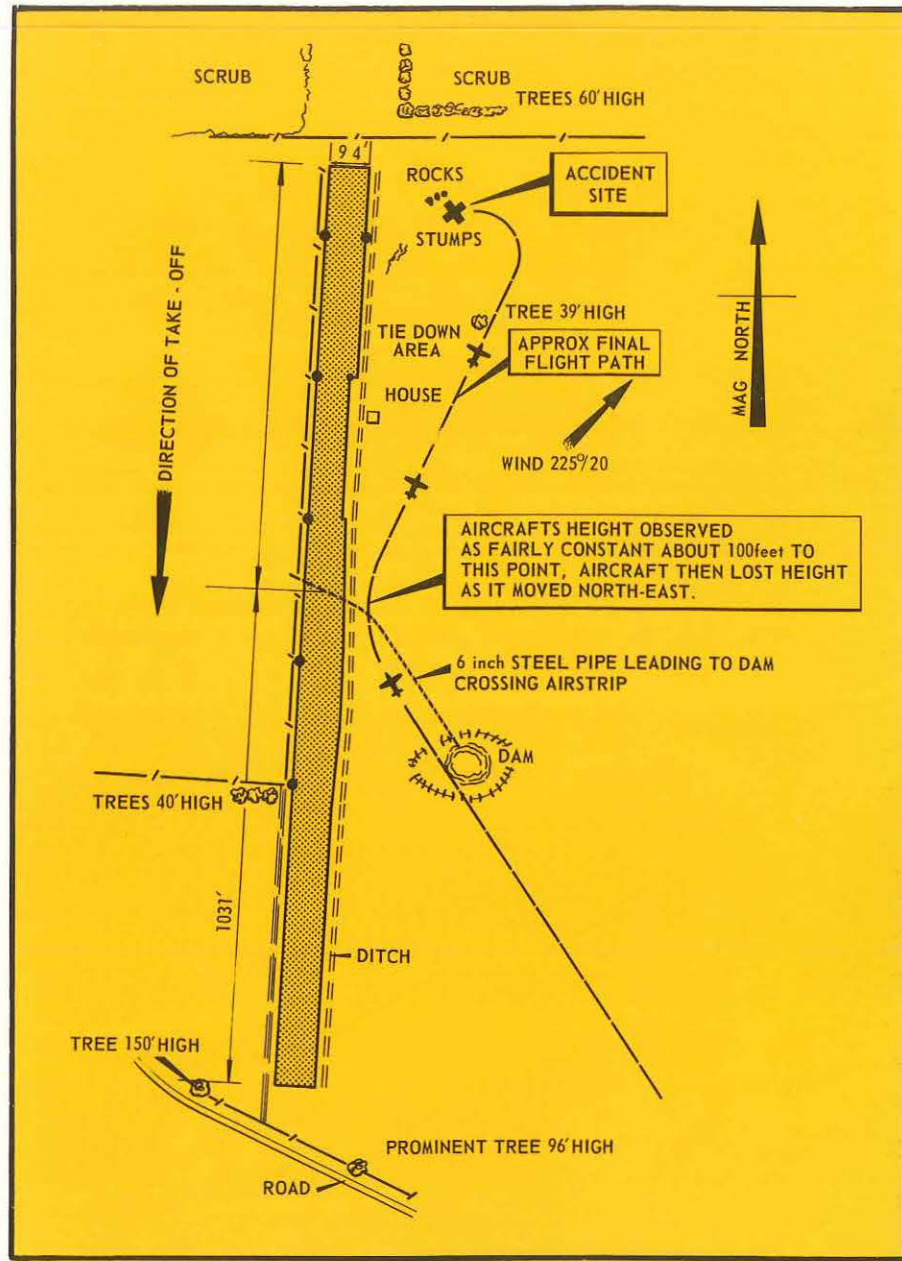 SCRUB
SCRUB
TREES 60' HIGH
94'
ROCKS
ACCIDENT
SITE
STUMPS
DIRECTION OF TAKE - OFF
MAG NORTH
TREE 39' HIGH
TIE DOWN
AREA
APPROX FINAL
FLIGHT PATH
HOUSE
WIND 225°/20
AIRCRAFTS HEIGHT OBSERVED
AS FAIRLY CONSTANT ABOUT 100feet TO
THIS POINT, AIRCRAFT THEN LOST HEIGHT
AS IT MOVED NORTH-EAST.
6 inch STEEL PIPE LEADING TO DAM
CROSSING AIRSTRIP
DAM
TREES 40' HIGH
1031'
DITCH
TREE 150' HIGH
PROMINENT TREE 96' HIGH
ROAD